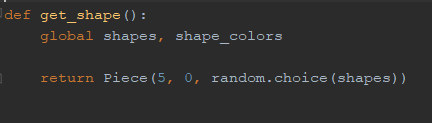 def get_shape():
    global shapes, shape_colors
    return Piece(5, 0, random.choice(shapes))